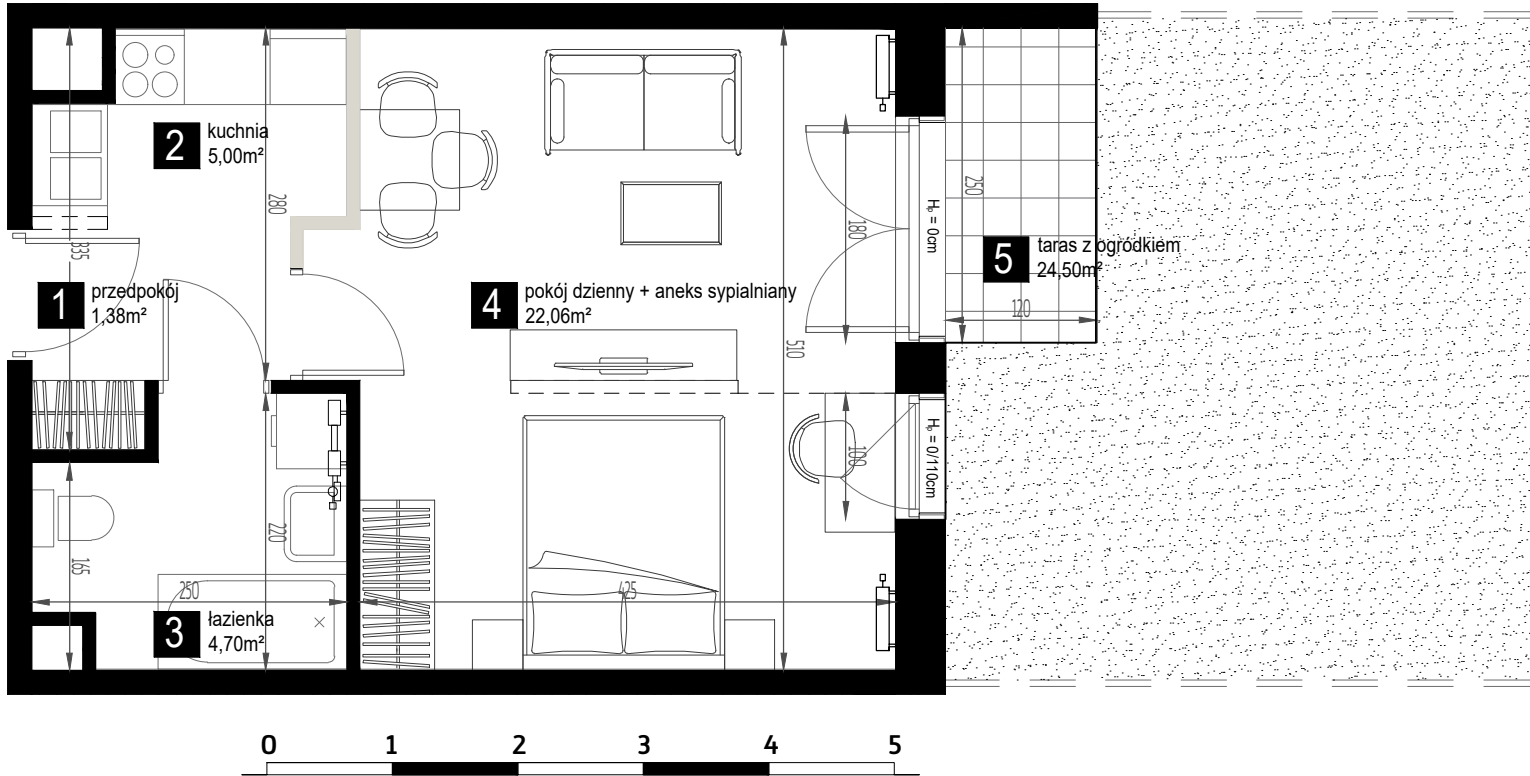 2 kuchnia
5,00m²
280
335
1 przedpokój
1,38m²
4 pokój dzienny + aneks sypialniany
22,06m²
510
180
Hp = 0cm
250
5 taras z ogródkiem
24,50m²
120
100
Hp = 0/110cm
220
165
250
425
3 łazienka
4,70m²
0 1 2 3 4 5